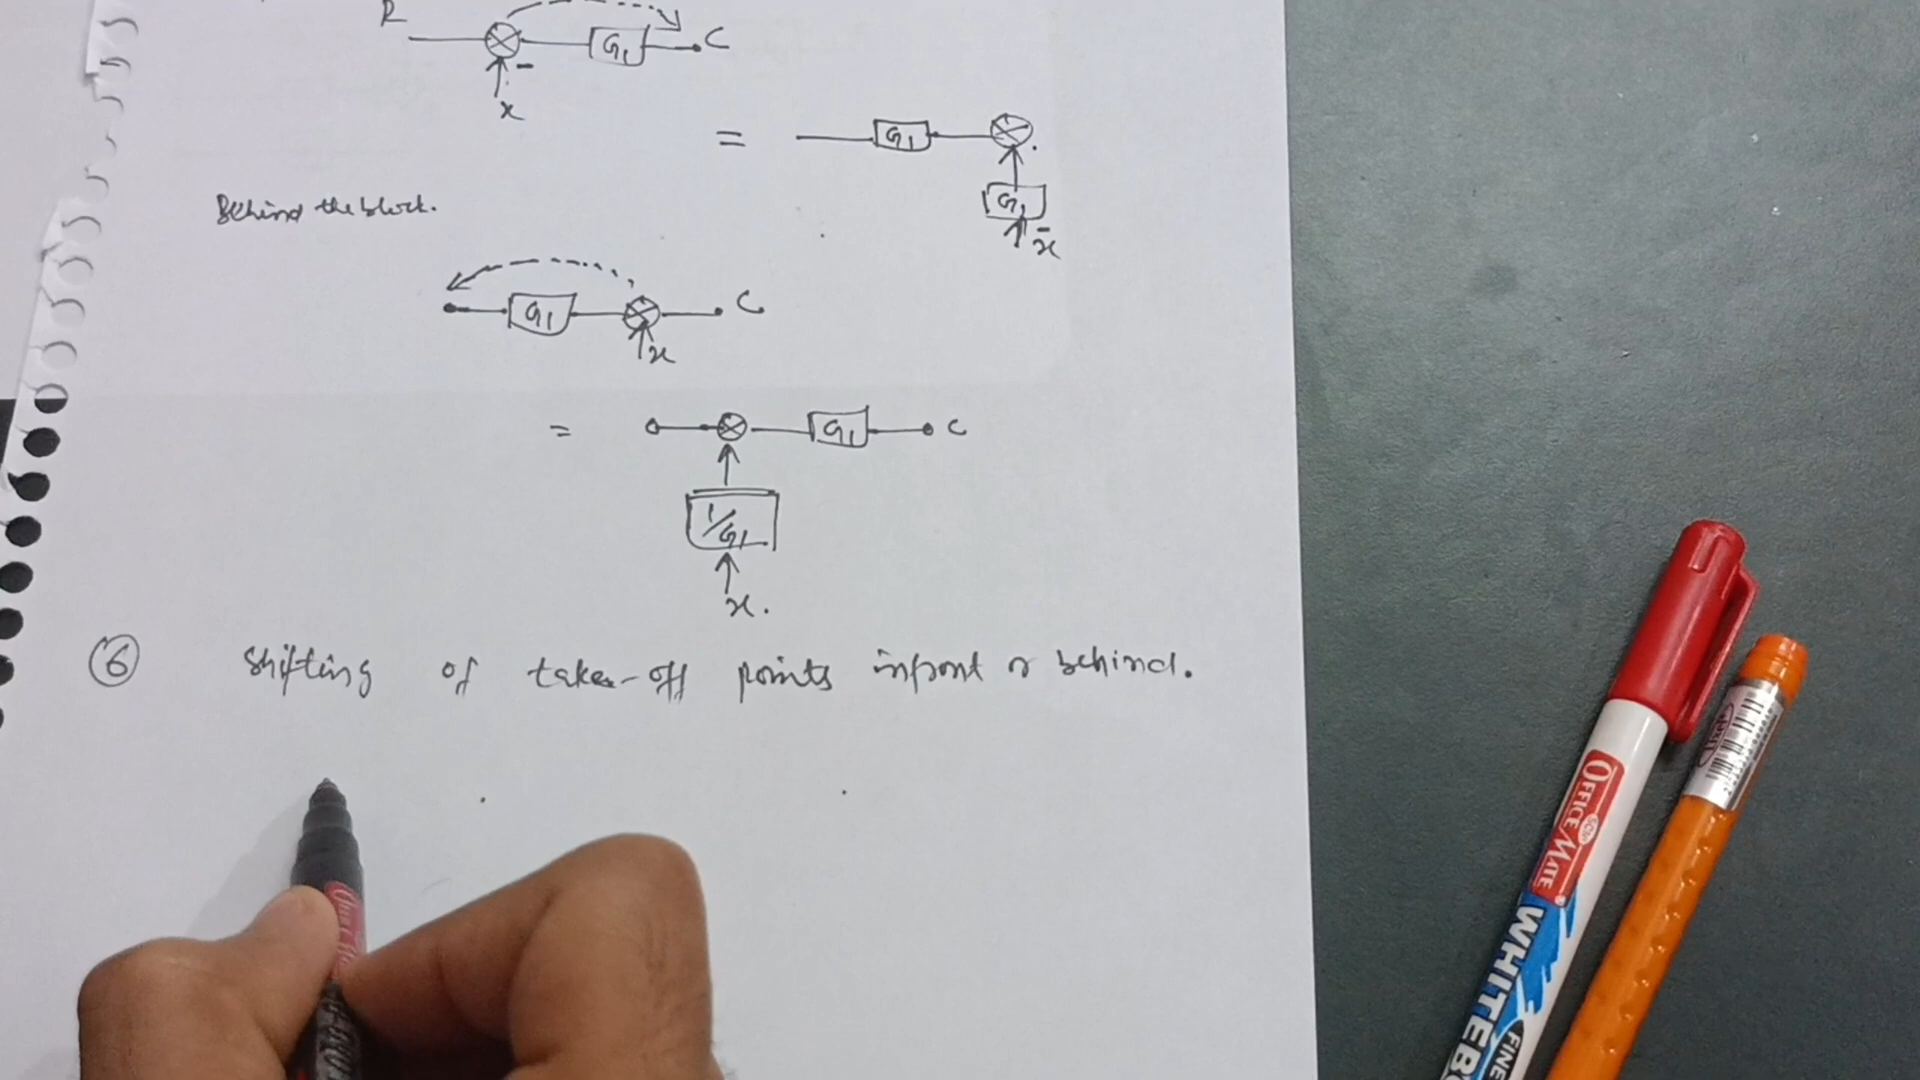 R
G1
C
-
x
=
G1
G1
- x
Behind the block.
G1
C
x
=
G1
C
1/G1
x.
6 shifting of take-off points infront or behind.
OFFICE MATE
WHITEB
FINE